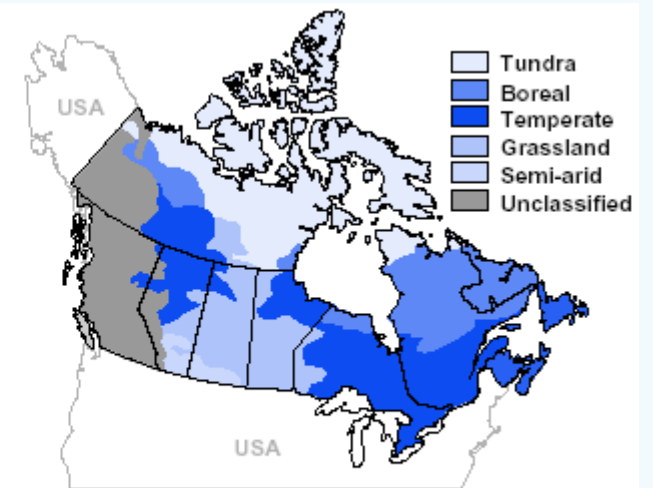 USA
Tundra
Boreal
Temperate
Grassland
Semi-arid
Unclassified
USA